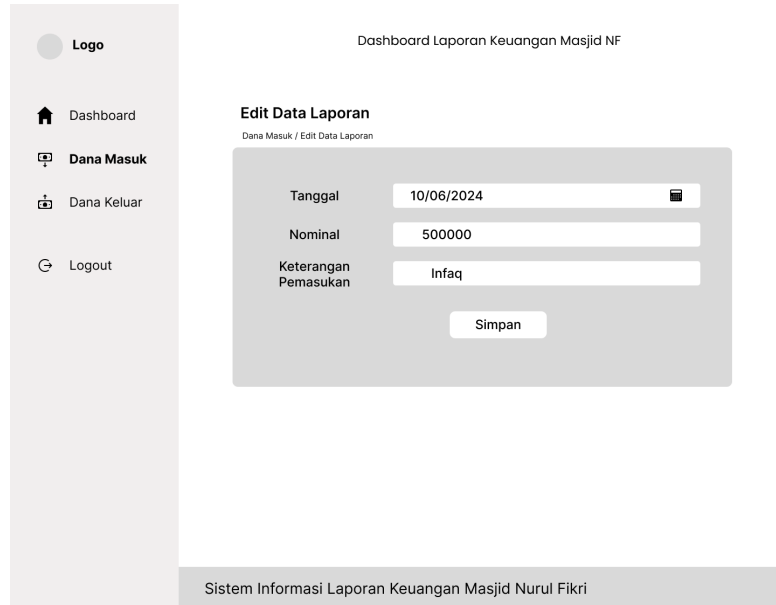 Logo
Dashboard Laporan Keuangan Masjid NF
Dashboard
Dana Masuk
Dana Keluar
Logout
Edit Data Laporan
Dana Masuk / Edit Data Laporan
Tanggal 10/06/2024
Nominal 500000
Keterangan
Pemasukan
Infaq
Simpan
Sistem Informasi Laporan Keuangan Masjid Nurul Fikri